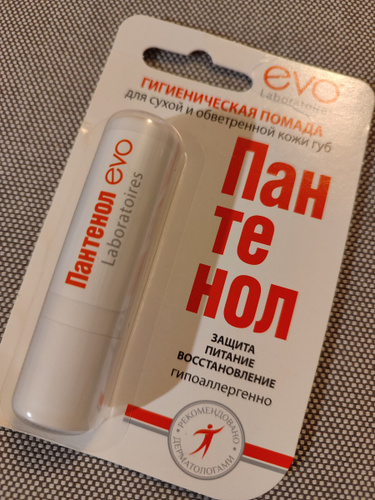 evo
Laboratoires
ГИГИЕНИЧЕСКАЯ ПОМАДА
для сухой и обветренной кожи губ
Пан
те
нол
ЗАЩИТА
ПИТАНИЕ
ВОССТАНОВЛЕНИЕ
гипоаллергенно
РЕКОМЕНДОВАНО
ДЕРМАТОЛОГАМИ
Пантенол evo
Laboratoires